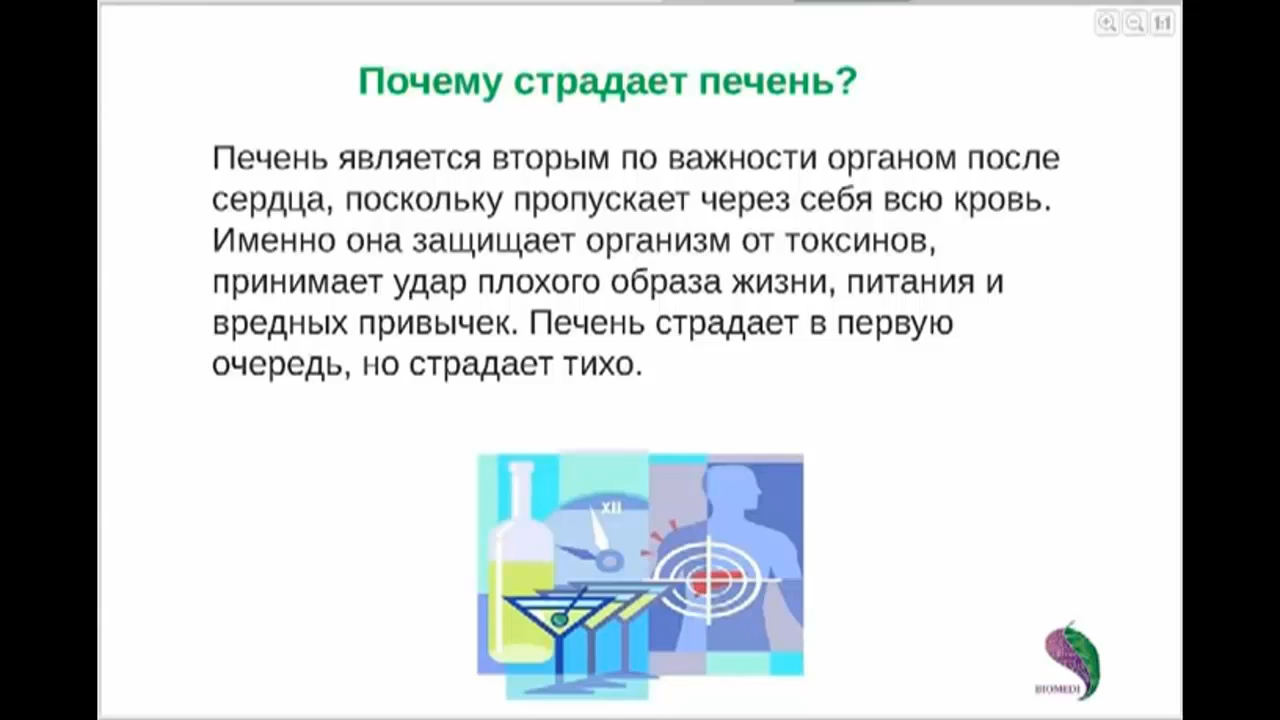 1:1
Почему страдает печень?
Печень является вторым по важности органом после
сердца, поскольку пропускает через себя всю кровь.
Именно она защищает организм от токсинов,
принимает удар плохого образа жизни, питания и
вредных привычек. Печень страдает в первую
очередь, но страдает тихо.
XII
BIOMEDI